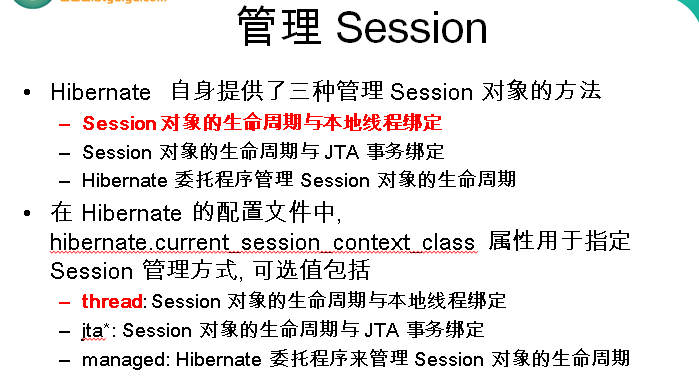 管理 Session
• Hibernate 自身提供了三种管理 Session 对象的方法
– Session 对象的生命周期与本地线程绑定
– Session 对象的生命周期与 JTA 事务绑定
– Hibernate 委托程序管理 Session 对象的生命周期
• 在 Hibernate 的配置文件中,
hibernate.current_session_context_class 属性用于指定
Session 管理方式, 可选值包括
– thread: Session 对象的生命周期与本地线程绑定
– jta*: Session 对象的生命周期与 JTA 事务绑定
– managed: Hibernate 委托程序来管理 Session 对象的生命周期